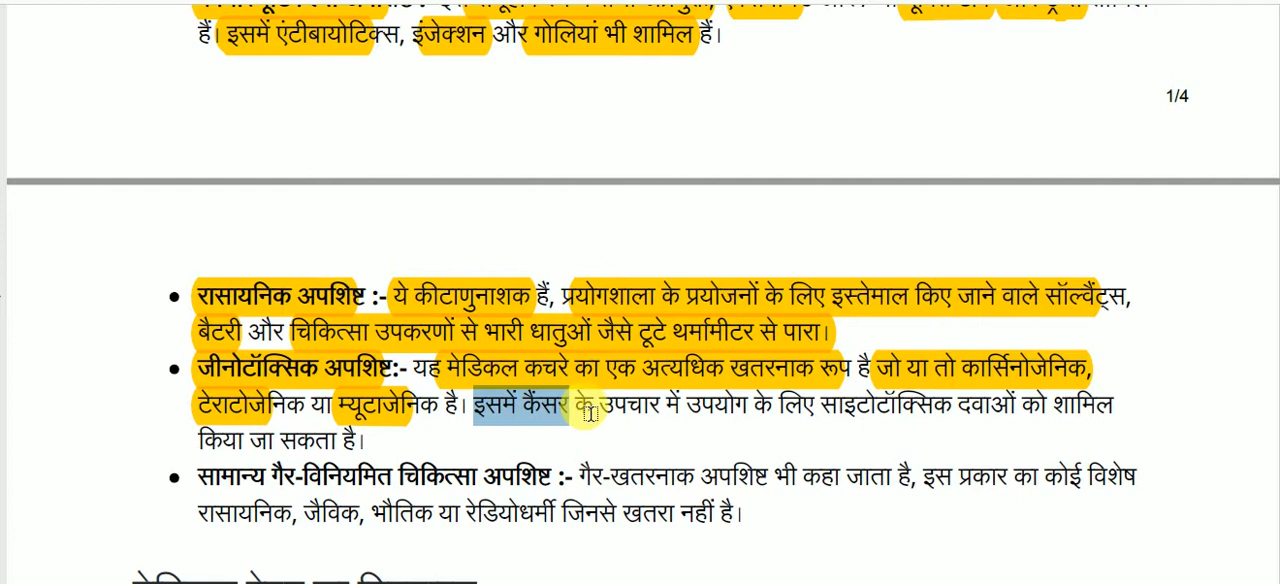 हैं। इसमें एंटीबायोटिक्स, इंजेक्शन और गोलियां भी शामिल हैं।
1/4
• रासायनिक अपशिष्ट :- ये कीटाणुनाशक हैं, प्रयोगशाला के प्रयोजनों के लिए इस्तेमाल किए जाने वाले सॉल्वैंट्स,
बैटरी और चिकित्सा उपकरणों से भारी धातुओं जैसे टूटे थर्मामीटर से पारा।
• जीनोटॉक्सिक अपशिष्ट:- यह मेडिकल कचरे का एक अत्यधिक खतरनाक रूप है जो या तो कार्सिनोजेनिक,
टेराटोजेनिक या म्यूटाजेनिक है। इसमें कैंसर के उपचार में उपयोग के लिए साइटोटॉक्सिक दवाओं को शामिल
किया जा सकता है।
• सामान्य गैर-विनियमित चिकित्सा अपशिष्ट :- गैर-खतरनाक अपशिष्ट भी कहा जाता है, इस प्रकार का कोई विशेष
रासायनिक, जैविक, भौतिक या रेडियोधर्मी जिनसे खतरा नहीं है।